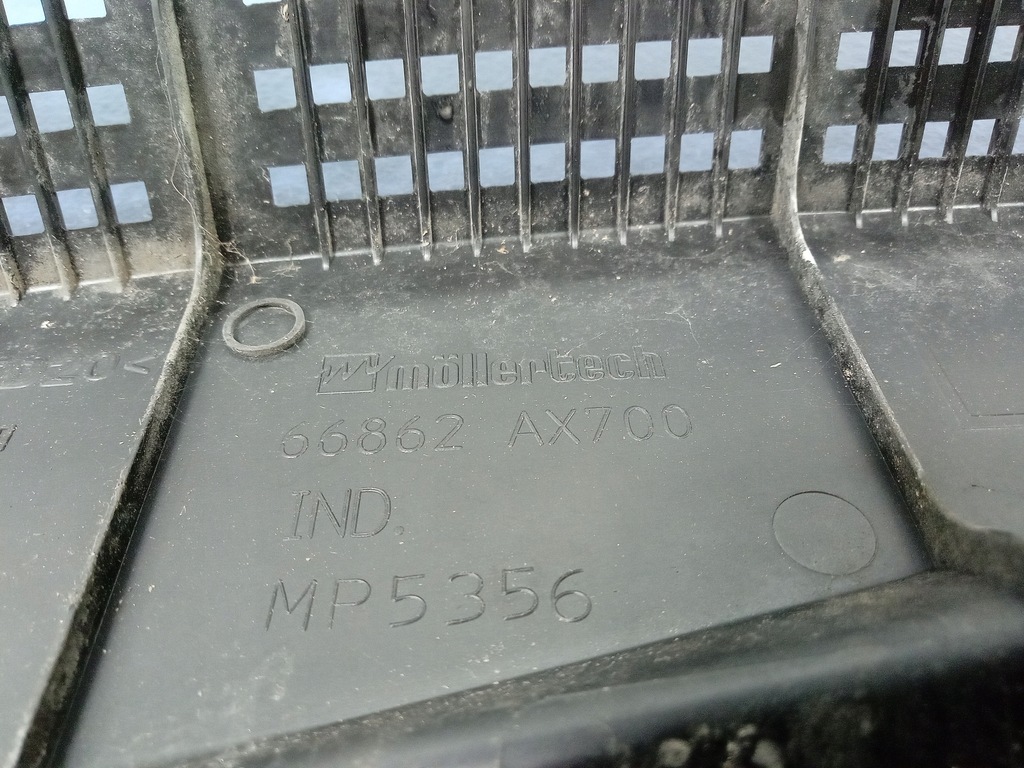 möllertech
66862 AX700
IND.
MP5356